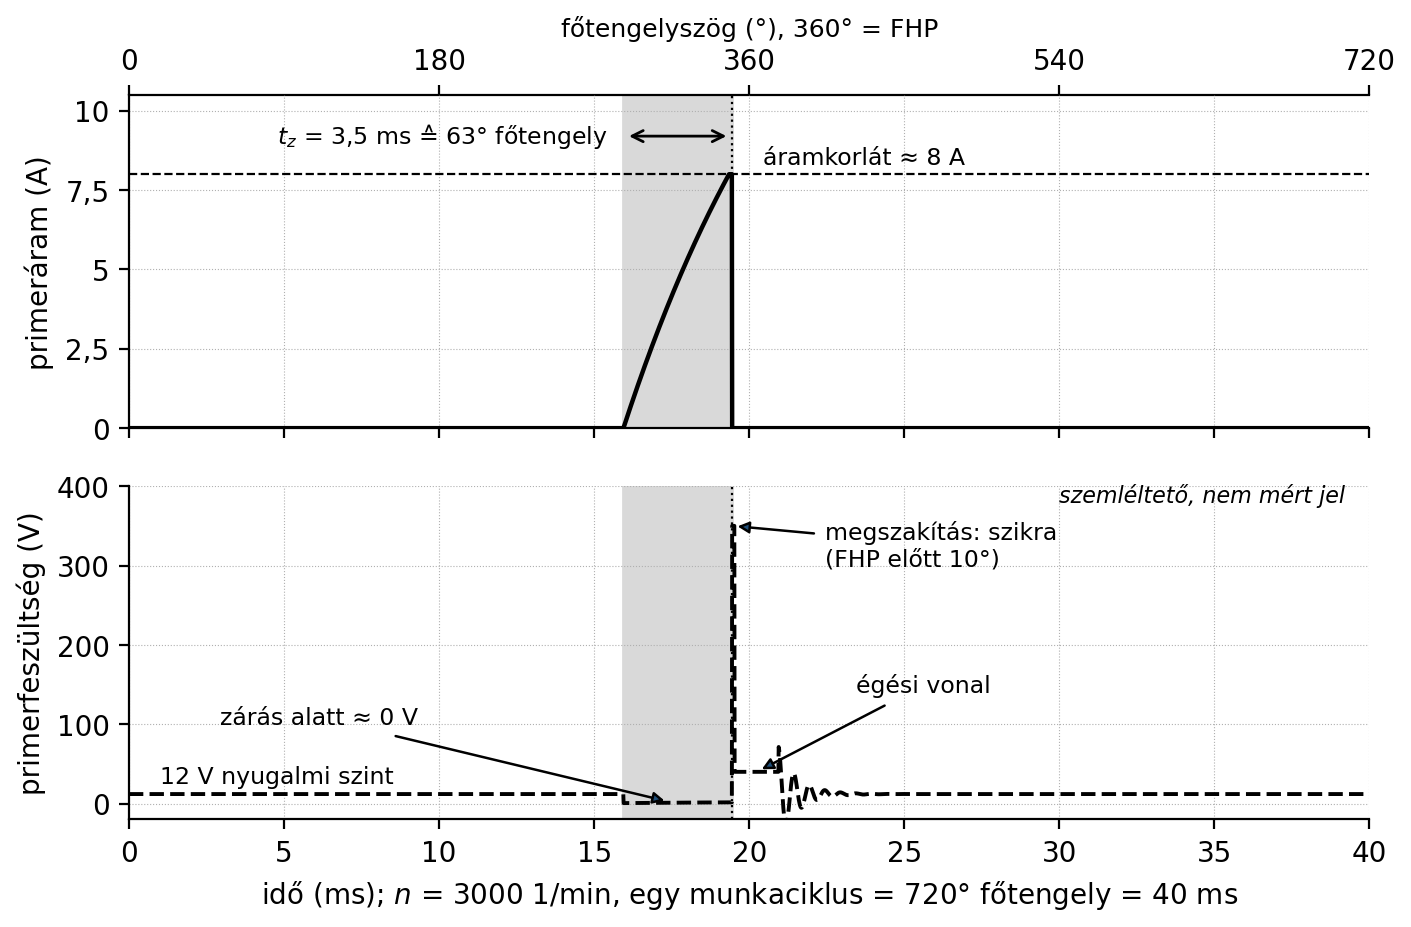 főtengelyszög (°), 360° = FHP
0 180 360 540 720
10
7,5
5
2,5
0
primeráram (A)
t_z = 3,5 ms ≙ 63° főtengely
áramkorlát ≈ 8 A
400
300
200
100
0
primerfeszültség (V)
szemléltető, nem mért jel
megszakítás: szikra
(FHP előtt 10°)
égési vonal
zárás alatt ≈ 0 V
12 V nyugalmi szint
0 5 10 15 20 25 30 35 40
idő (ms); n = 3000 1/min, egy munkaciklus = 720° főtengely = 40 ms